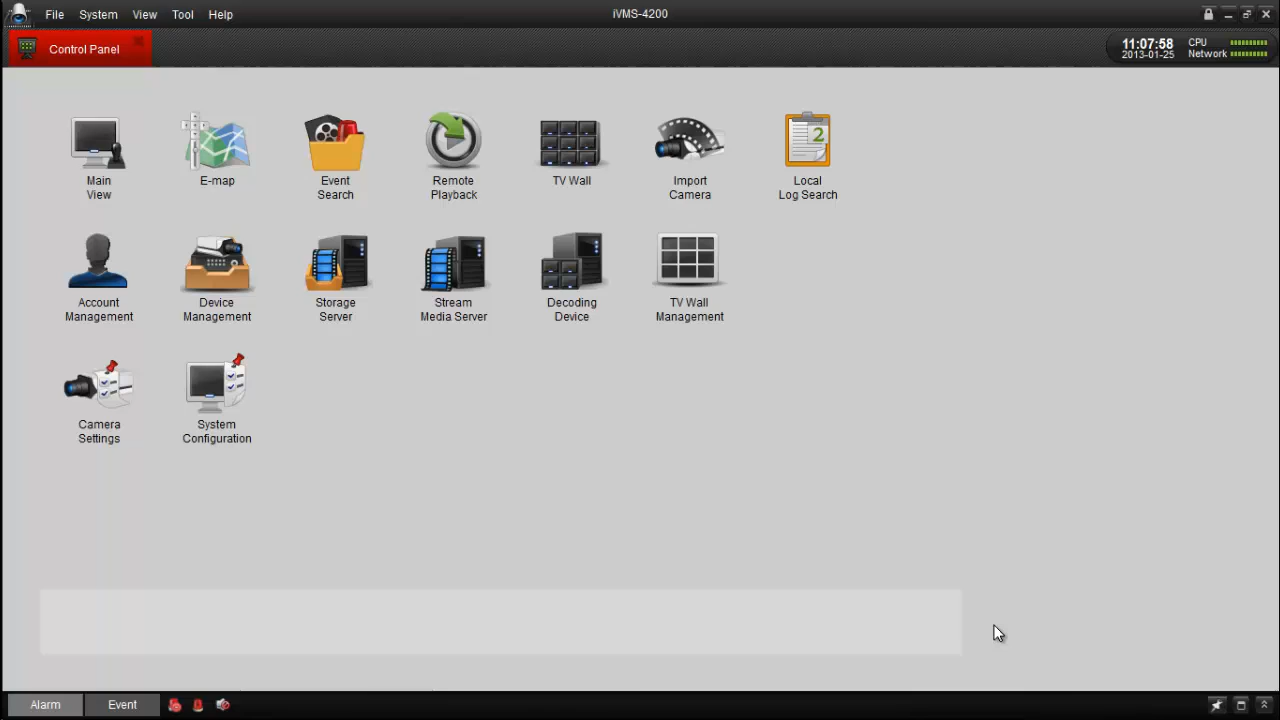 File System View Tool Help
iVMS-4200
Control Panel
11:07:58
2013-01-25
CPU
Network
Main
View
E-map
Event
Search
Remote
Playback
TV Wall
Import
Camera
2
Local
Log Search
Account
Management
Device
Management
Storage
Server
Stream
Media Server
Decoding
Device
TV Wall
Management
Camera
Settings
System
Configuration
Alarm Event